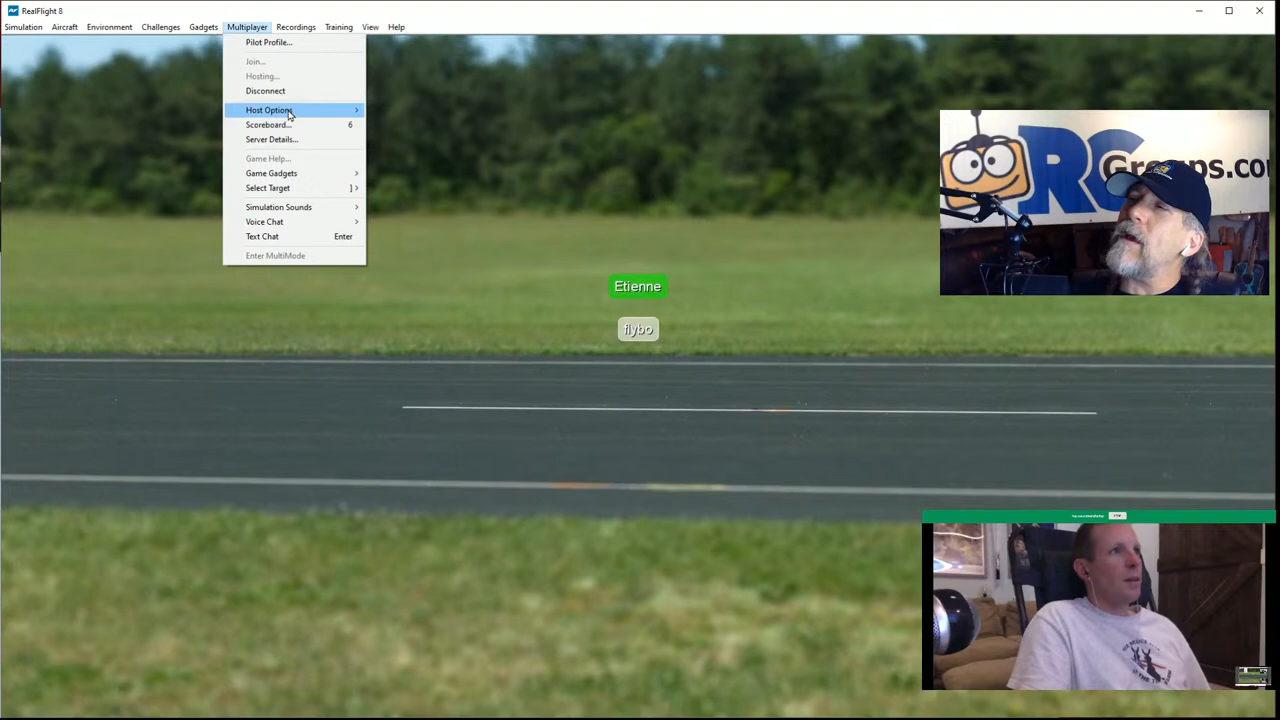 RealFlight 8
Simulation Aircraft Environment Challenges Gadgets Multiplayer Recordings Training View Help
Pilot Profile...
Join...
Hosting...
Disconnect
Host Options
Scoreboard... 6
Server Details...
Game Help...
Game Gadgets
Select Target ]
Simulation Sounds
Voice Chat
Text Chat Enter
Enter MultiMode
RCGroups.co
Etienne
flybo